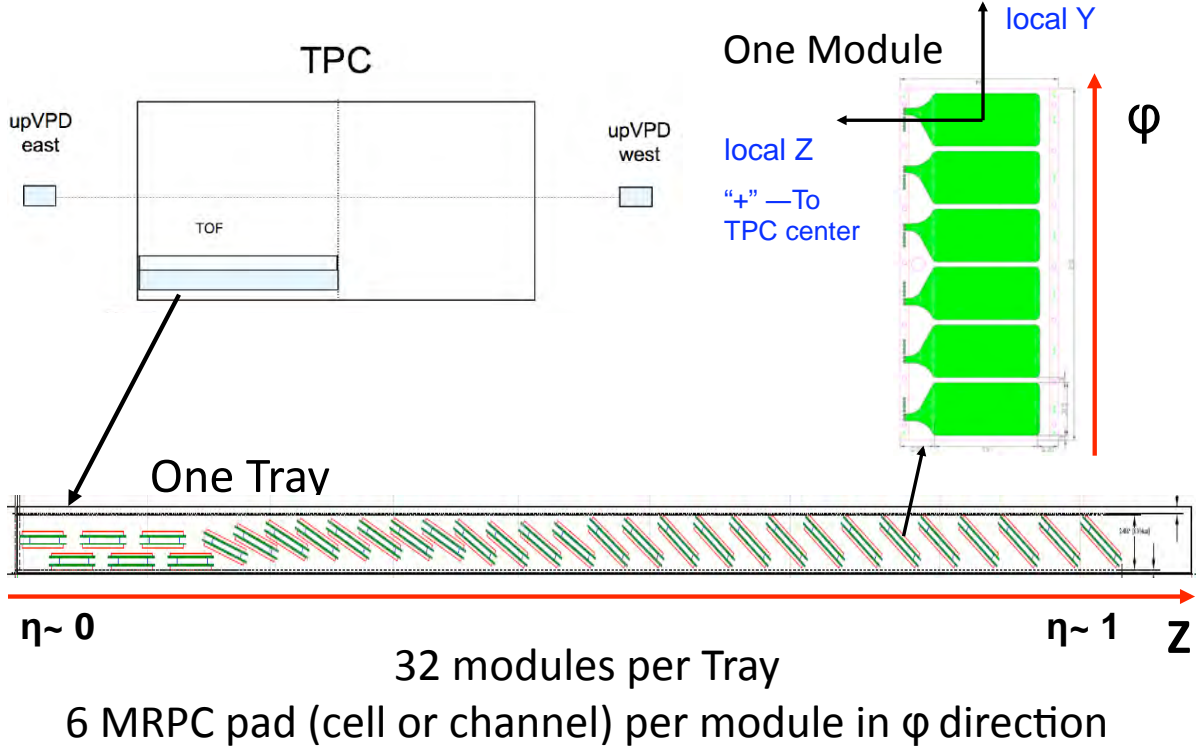 TPC
upVPD
east
upVPD
west
TOF
One Module
local Y
local Z
“+” —To
TPC center
φ
One Tray
η~ 0
η~ 1
Z
32 modules per Tray
6 MRPC pad (cell or channel) per module in φ direction